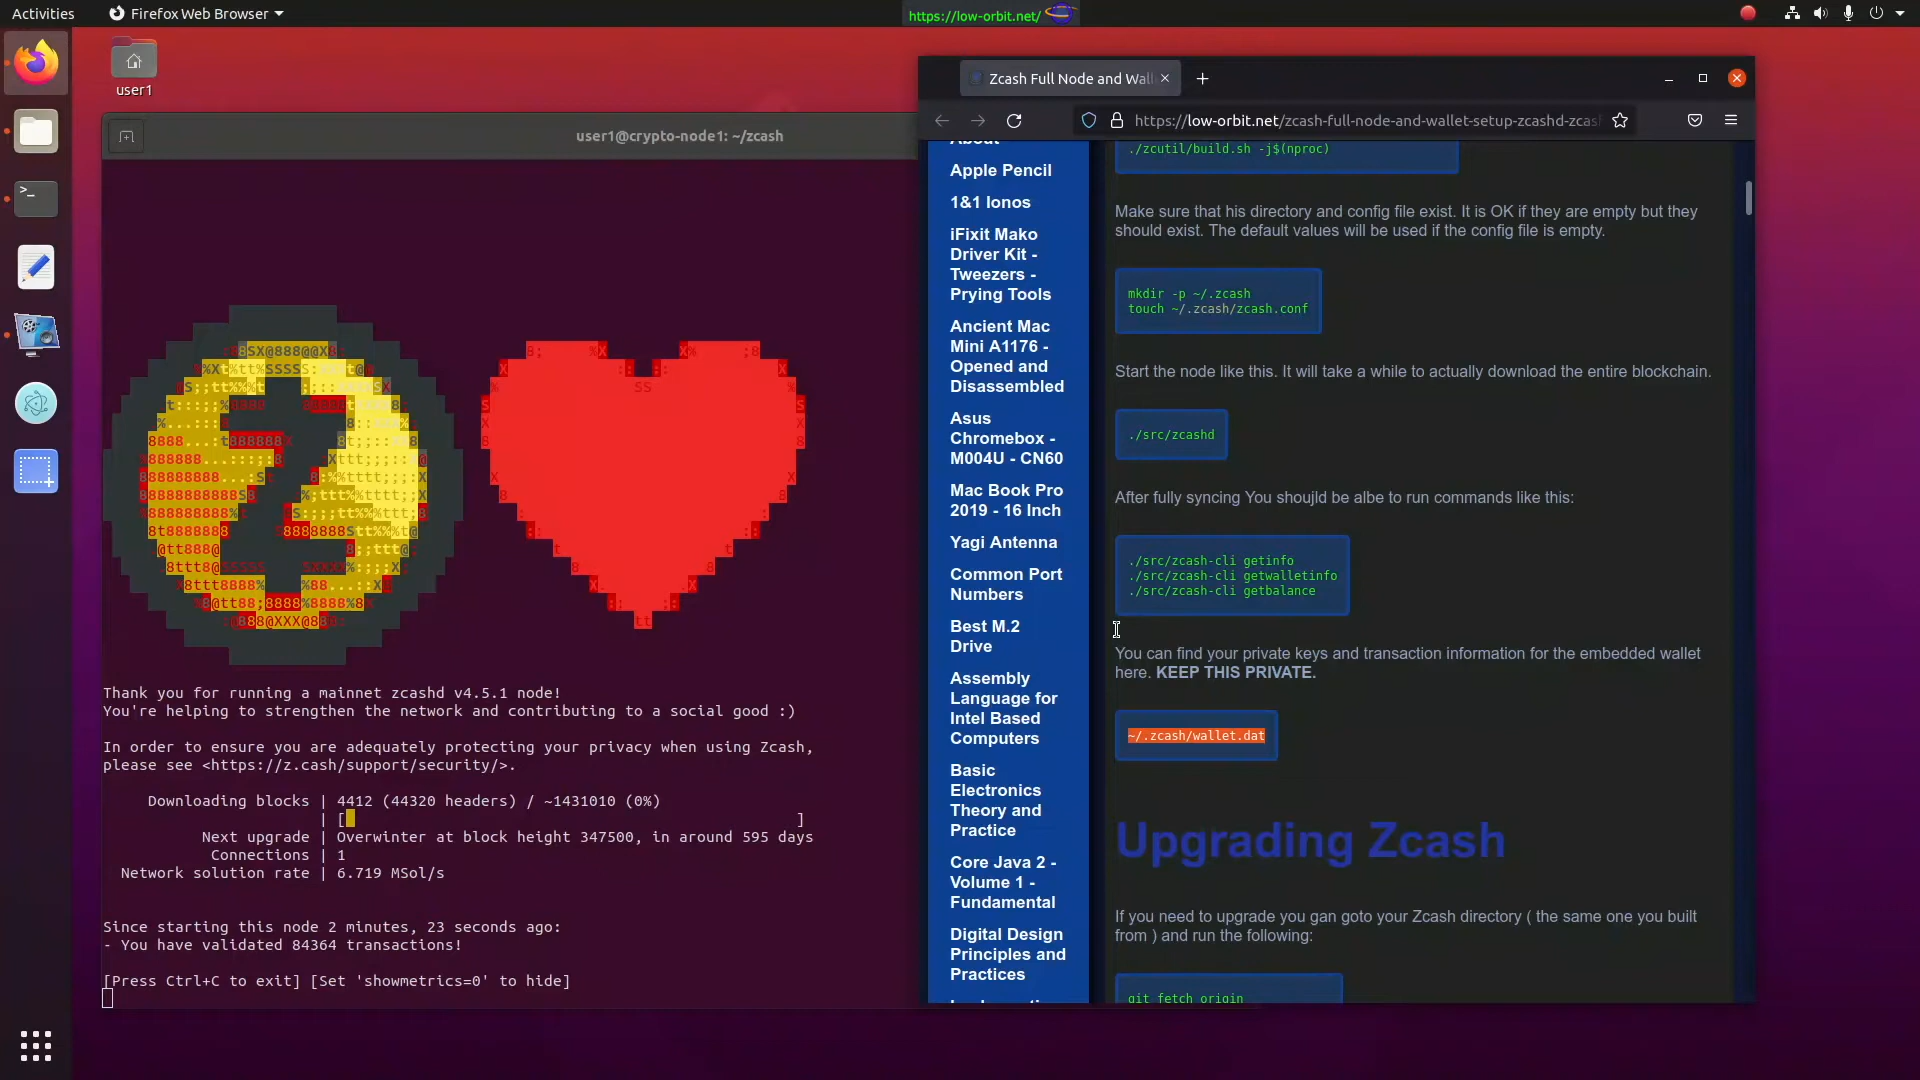 Activities
Firefox Web Browser
https://low-orbit.net/
user1
user1@crypto-node1: ~/zcash
Thank you for running a mainnet zcashd v4.5.1 node!
You're helping to strengthen the network and contributing to a social good :)
In order to ensure you are adequately protecting your privacy when using Zcash,
please see <https://z.cash/support/security/>.
Downloading blocks | 4412 (44320 headers) / ~1431010 (0%)
| [ ]
Next upgrade | Overwinter at block height 347500, in around 595 days
Connections | 1
Network solution rate | 6.719 MSol/s
Since starting this node 2 minutes, 23 seconds ago:
- You have validated 84364 transactions!
[Press Ctrl+C to exit] [Set 'showmetrics=0' to hide]
Zcash Full Node and Wall
https://low-orbit.net/zcash-full-node-and-wallet-setup-zcashd-zcas
About
Apple Pencil
1&1 Ionos
iFixit Mako
Driver Kit -
Tweezers -
Prying Tools
Ancient Mac
Mini A1176 -
Opened and
Disassembled
Asus
Chromebox -
M004U - CN60
Mac Book Pro
2019 - 16 Inch
Yagi Antenna
Common Port
Numbers
Best M.2
Drive
Assembly
Language for
Intel Based
Computers
Basic
Electronics
Theory and
Practice
Core Java 2 -
Volume 1 -
Fundamental
Digital Design
Principles and
Practices
./zcutil/build.sh -j$(nproc)
Make sure that his directory and config file exist. It is OK if they are empty but they
should exist. The default values will be used if the config file is empty.
mkdir -p ~/.zcash
touch ~/.zcash/zcash.conf
Start the node like this. It will take a while to actually download the entire blockchain.
./src/zcashd
After fully syncing You shoujld be albe to run commands like this:
./src/zcash-cli getinfo
./src/zcash-cli getwalletinfo
./src/zcash-cli getbalance
You can find your private keys and transaction information for the embedded wallet
here. KEEP THIS PRIVATE.
~/.zcash/wallet.dat
Upgrading Zcash
If you need to upgrade you gan goto your Zcash directory ( the same one you built
from ) and run the following:
git fetch origin